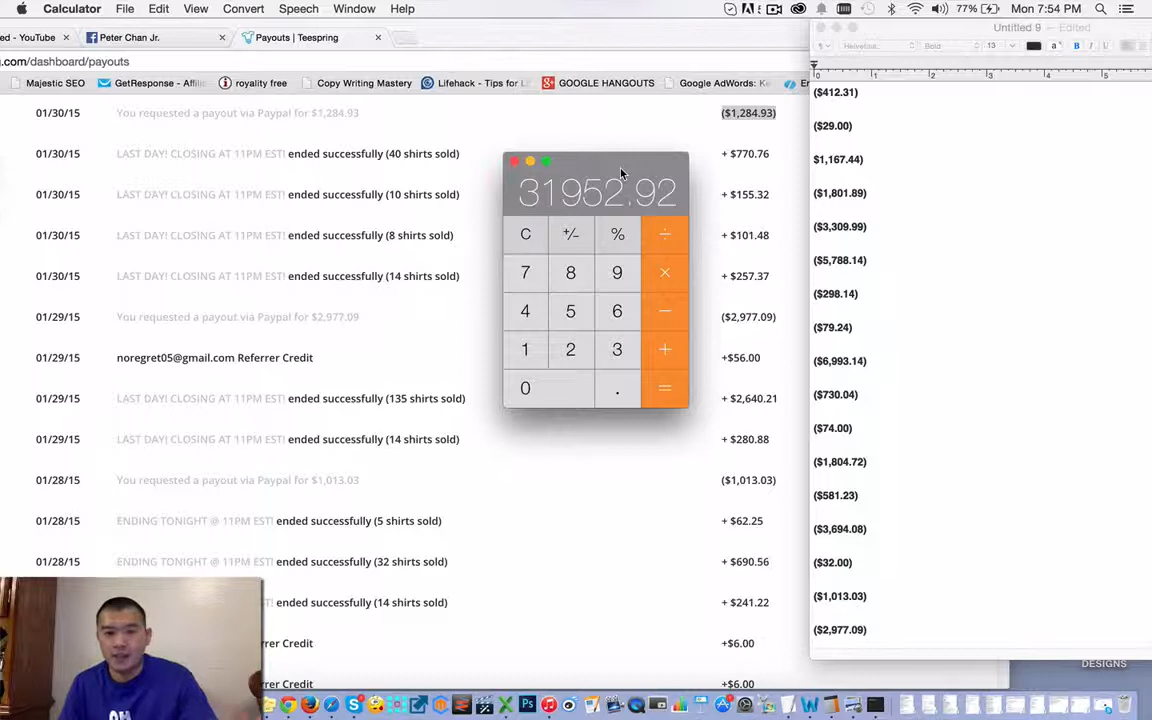 Calculator File Edit View Convert Speech Window Help 77% Mon 7:54 PM
ed - YouTube Peter Chan Jr. Payouts | Teespring
.com/dashboard/payouts
Majestic SEO GetResponse - Affili royality free Copy Writing Mastery Lifehack - Tips for L GOOGLE HANGOUTS Google AdWords: Ke
01/30/15 You requested a payout via Paypal for $1,284.93 ($1,284.93)
01/30/15 LAST DAY! CLOSING AT 11PM EST! ended successfully (40 shirts sold) + $770.76
01/30/15 LAST DAY! CLOSING AT 11PM EST! ended successfully (10 shirts sold) + $155.32
01/30/15 LAST DAY! CLOSING AT 11PM EST! ended successfully (8 shirts sold) + $101.48
01/30/15 LAST DAY! CLOSING AT 11PM EST! ended successfully (14 shirts sold) + $257.37
01/29/15 You requested a payout via Paypal for $2,977.09 ($2,977.09)
01/29/15 noregret05@gmail.com Referrer Credit +$56.00
01/29/15 LAST DAY! CLOSING AT 11PM EST! ended successfully (135 shirts sold) + $2,640.21
01/29/15 LAST DAY! CLOSING AT 11PM EST! ended successfully (14 shirts sold) + $280.88
01/28/15 You requested a payout via Paypal for $1,013.03 ($1,013.03)
01/28/15 ENDING TONIGHT @ 11PM EST! ended successfully (5 shirts sold) + $62.25
01/28/15 ENDING TONIGHT @ 11PM EST! ended successfully (32 shirts sold) + $690.56
ended successfully (14 shirts sold) + $241.22
rrer Credit +$6.00
rrer Credit +$6.00
31952.92
C +/- % ÷
7 8 9 ×
4 5 6 −
1 2 3 +
0 . =
Untitled 9 — Edited
Helvetica Bold 13 a B I U
0 1 2 3 4 5
($412.31)
($29.00)
$1,167.44)
($1,801.89)
($3,309.99)
($5,788.14)
($298.14)
($79.24)
($6,993.14)
($730.04)
($74.00)
($1,804.72)
($581.23)
($3,694.08)
($32.00)
($1,013.03)
($2,977.09)
DESIGNS